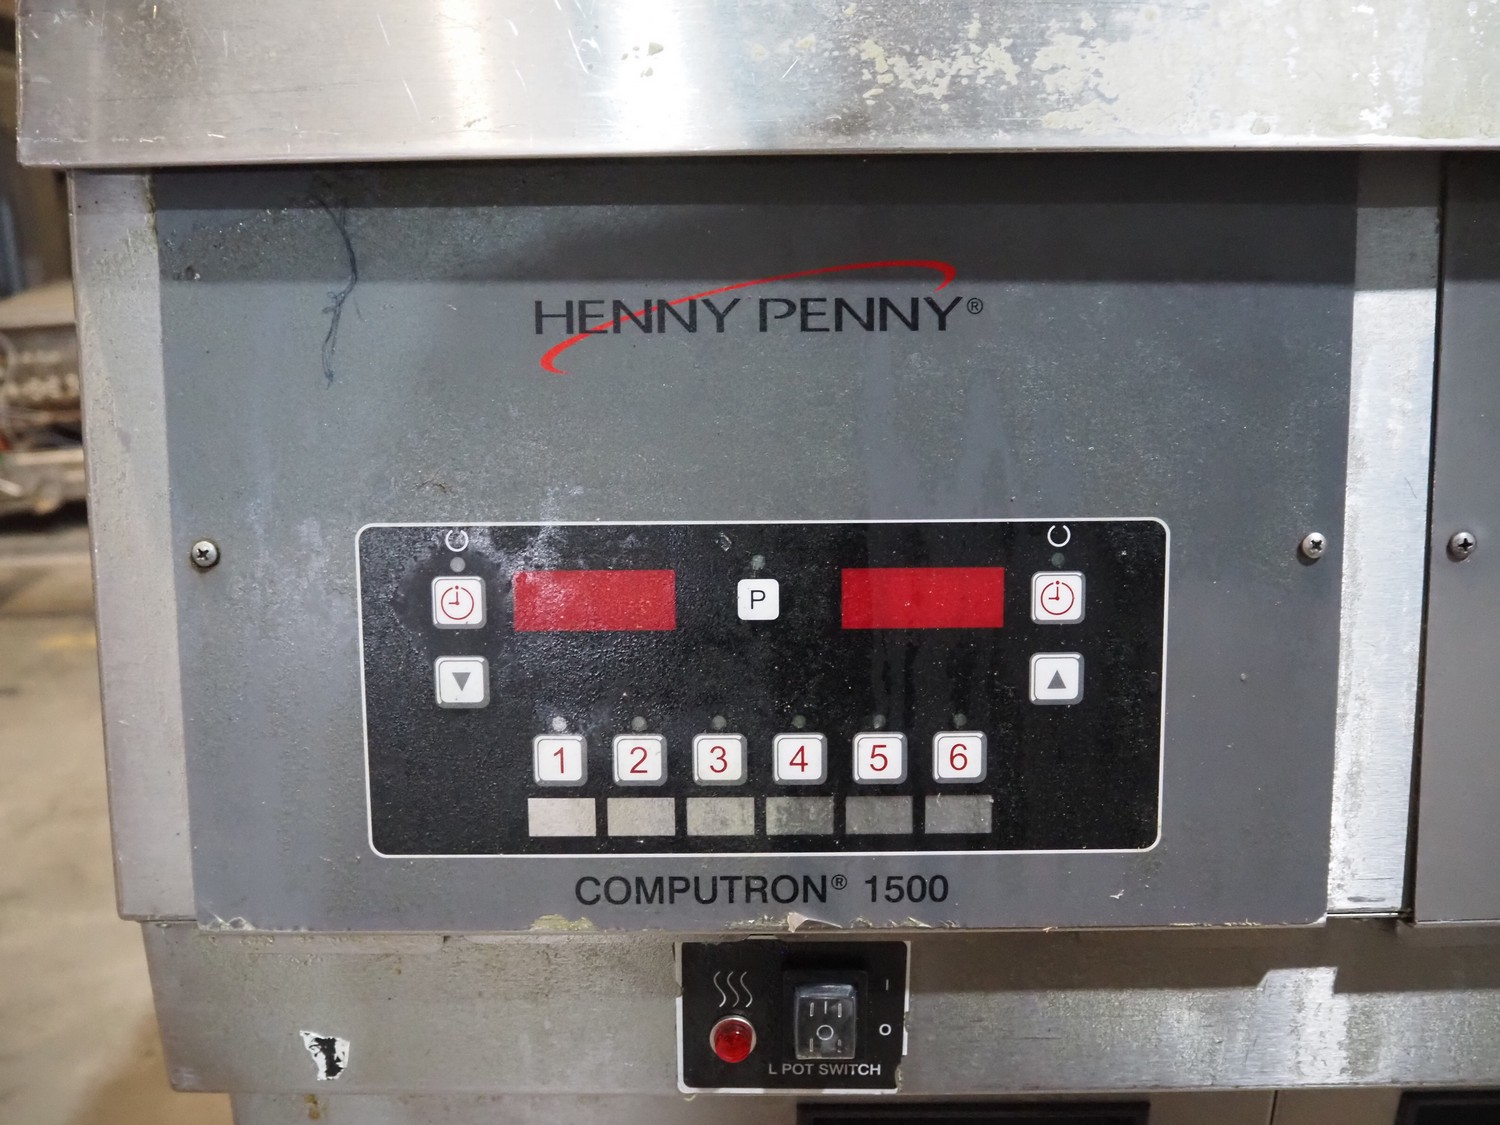 HENNY PENNY®
P
▼ ▲
1 2 3 4 5 6
COMPUTRON® 1500
I
O
L POT SWITCH